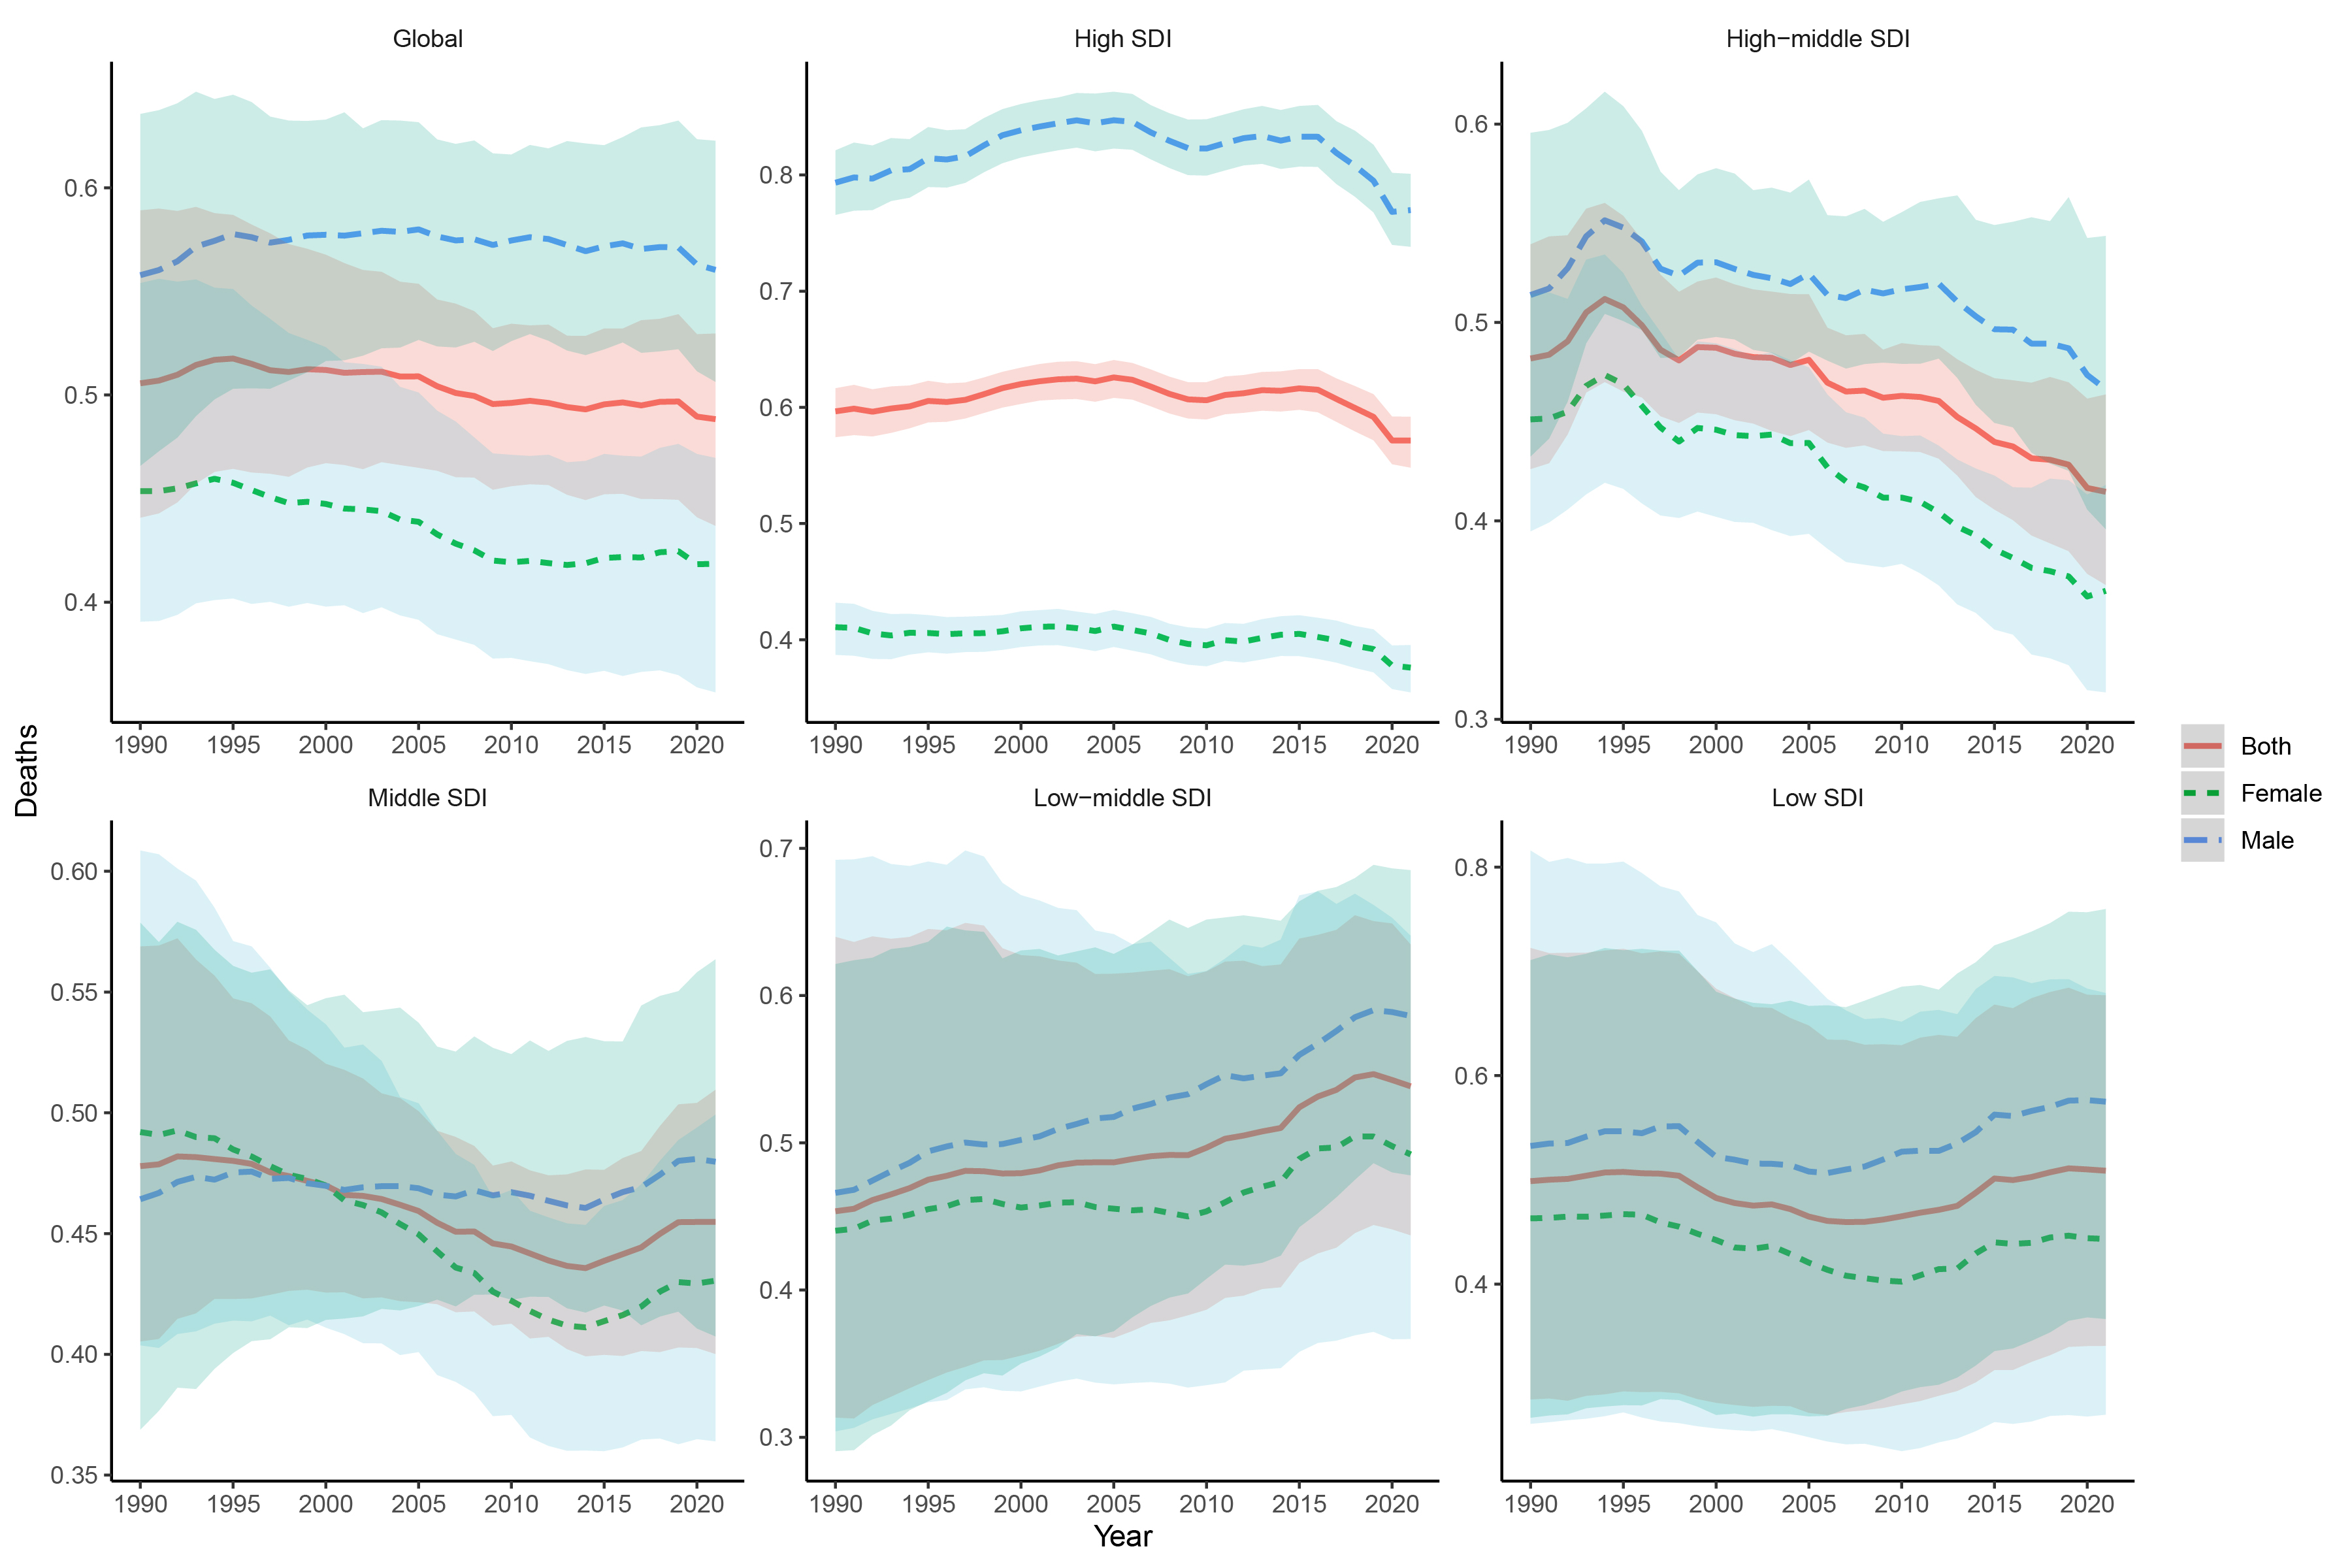 Global
High SDI
High−middle SDI
0.6
0.5
0.4
0.8
0.7
0.6
0.5
0.4
0.6
0.5
0.4
0.3
1990 1995 2000 2005 2010 2015 2020
1990 1995 2000 2005 2010 2015 2020
1990 1995 2000 2005 2010 2015 2020
Deaths
Both
Female
Male
Middle SDI
Low−middle SDI
Low SDI
0.60
0.55
0.50
0.45
0.40
0.35
0.7
0.6
0.5
0.4
0.3
0.8
0.6
0.4
1990 1995 2000 2005 2010 2015 2020
1990 1995 2000 2005 2010 2015 2020
1990 1995 2000 2005 2010 2015 2020
Year